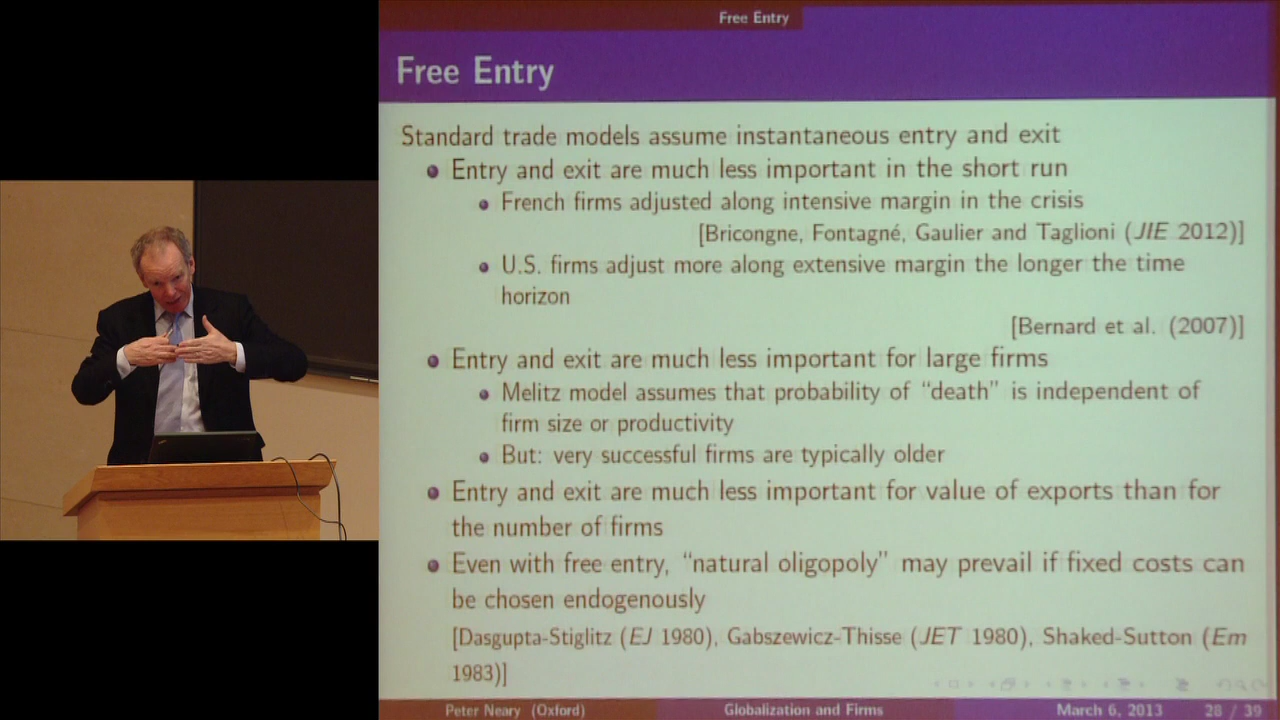 Free Entry
Free Entry
Standard trade models assume instantaneous entry and exit
Entry and exit are much less important in the short run
French firms adjusted along intensive margin in the crisis
[Bricongne, Fontagné, Gaulier and Taglioni (JIE 2012)]
U.S. firms adjust more along extensive margin the longer the time
horizon
[Bernard et al. (2007)]
Entry and exit are much less important for large firms
Melitz model assumes that probability of “death” is independent of
firm size or productivity
But: very successful firms are typically older
Entry and exit are much less important for value of exports than for
the number of firms
Even with free entry, “natural oligopoly” may prevail if fixed costs can
be chosen endogenously
[Dasgupta-Stiglitz (EJ 1980), Gabszewicz-Thisse (JET 1980), Shaked-Sutton (Em
1983)]
Peter Neary (Oxford) Globalization and Firms March 6, 2013 28 / 39